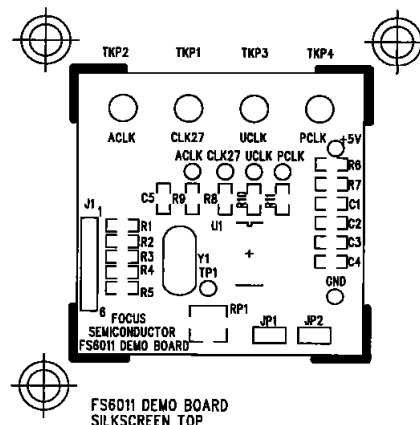 TKP2 TKP1 TKP3 TKP4
ACLK CLK27 UCLK PCLK
+5V
ACLK CLK27 UCLK PCLK
R6
R7
C5 R9 R8 R10 R11
C1
J1
1
U1
R1
C2
R2
C3
R3
Y1
C4
R4
TP1
R5
GND
6
RP1
FOCUS
SEMICONDUCTOR
FS6011 DEMO BOARD
JP1 JP2
FS6011 DEMO BOARD
SILKSCREEN TOP